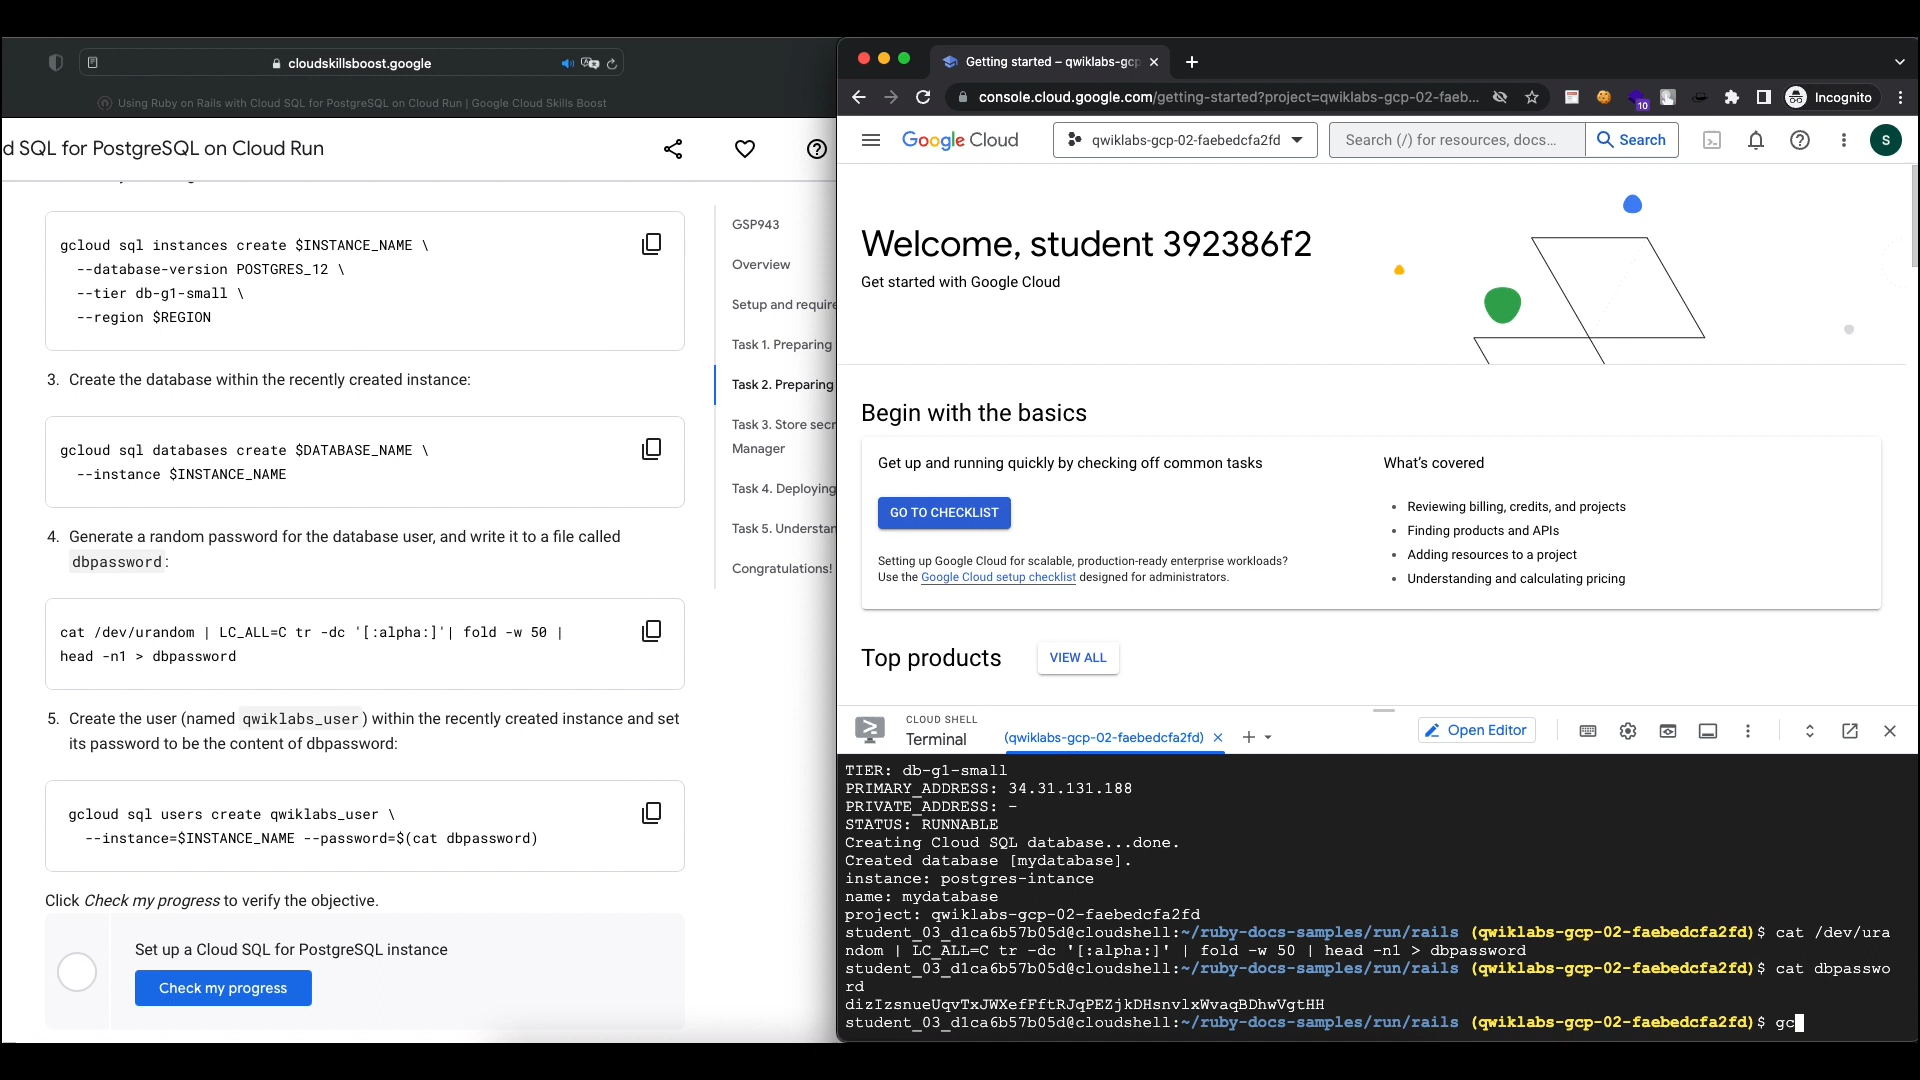 cloudskillsboost.google
Using Ruby on Rails with Cloud SQL for PostgreSQL on Cloud Run | Google Cloud Skills Boost
d SQL for PostgreSQL on Cloud Run
gcloud sql instances create $INSTANCE_NAME \
--database-version POSTGRES_12 \
--tier db-g1-small \
--region $REGION
3. Create the database within the recently created instance:
gcloud sql databases create $DATABASE_NAME \
--instance $INSTANCE_NAME
4. Generate a random password for the database user, and write it to a file called
dbpassword:
cat /dev/urandom | LC_ALL=C tr -dc '[:alpha:]'| fold -w 50 |
head -n1 > dbpassword
5. Create the user (named qwiklabs_user) within the recently created instance and set
its password to be the content of dbpassword:
gcloud sql users create qwiklabs_user \
--instance=$INSTANCE_NAME --password=$(cat dbpassword)
Click Check my progress to verify the objective.
Set up a Cloud SQL for PostgreSQL instance
Check my progress
GSP943
Overview
Setup and require
Task 1. Preparing
Task 2. Preparing
Task 3. Store secr
Manager
Task 4. Deploying
Task 5. Understan
Congratulations!
Getting started – qwiklabs-gcp
console.cloud.google.com/getting-started?project=qwiklabs-gcp-02-faeb...
10
Incognito
Google Cloud
qwiklabs-gcp-02-faebedcfa2fd
Search (/) for resources, docs...
Search
S
Welcome, student 392386f2
Get started with Google Cloud
Begin with the basics
Get up and running quickly by checking off common tasks
GO TO CHECKLIST
Setting up Google Cloud for scalable, production-ready enterprise workloads?
Use the Google Cloud setup checklist designed for administrators.
What's covered
Reviewing billing, credits, and projects
Finding products and APIs
Adding resources to a project
Understanding and calculating pricing
Top products
VIEW ALL
CLOUD SHELL
Terminal
(qwiklabs-gcp-02-faebedcfa2fd)
Open Editor
TIER: db-g1-small
PRIMARY_ADDRESS: 34.31.131.188
PRIVATE_ADDRESS: -
STATUS: RUNNABLE
Creating Cloud SQL database...done.
Created database [mydatabase].
instance: postgres-intance
name: mydatabase
project: qwiklabs-gcp-02-faebedcfa2fd
student_03_d1ca6b57b05d@cloudshell:~/ruby-docs-samples/run/rails (qwiklabs-gcp-02-faebedcfa2fd)$ cat /dev/ura
ndom | LC_ALL=C tr -dc '[:alpha:]' | fold -w 50 | head -n1 > dbpassword
student_03_d1ca6b57b05d@cloudshell:~/ruby-docs-samples/run/rails (qwiklabs-gcp-02-faebedcfa2fd)$ cat dbpasswo
rd
dizIzsnueUqvTxJWXefFftRJqPEZjkDHsnvlxWvaqBDhwVgtHH
student_03_d1ca6b57b05d@cloudshell:~/ruby-docs-samples/run/rails (qwiklabs-gcp-02-faebedcfa2fd)$ gc